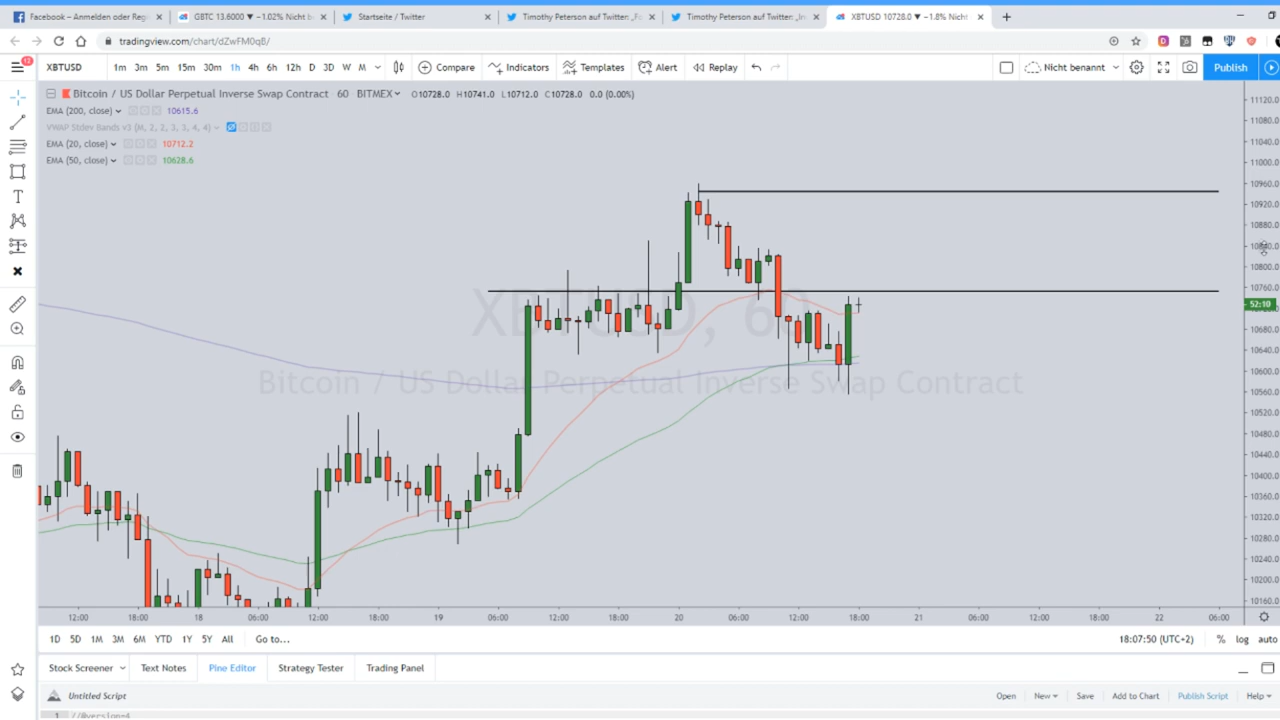 Facebook – Anmelden oder Regi
GBTC 13.6000 ▼ −1.02% Nicht b
Startseite / Twitter
Timothy Peterson auf Twitter:
Timothy Peterson auf Twitter:
XBTUSD 10728.0 ▼ −1.8% Nicht
tradingview.com/chart/dZwFM0qB/
12
XBTUSD 1m 3m 5m 15m 30m 1h 4h 6h 12h D 3D W M Compare Indicators Templates Alert Replay Nicht benannt Publish
Bitcoin / US Dollar Perpetual Inverse Swap Contract 60 BITMEX O10728.0 H10741.0 L10712.0 C10728.0 0.0 (0.00%)
EMA (200, close) 10615.6
VWAP Stdev Bands v3 (M, 2, 2, 3, 3, 4, 4)
EMA (20, close) 10712.2
EMA (50, close) 10628.6
XBTUSD, 60
Bitcoin / US Dollar Perpetual Inverse Swap Contract
11120.0
11080.0
11040.0
11000.0
10960.0
10920.0
10880.0
10800.0
10760.0
52:10
10680.0
10640.0
10600.0
10560.0
10520.0
10480.0
10440.0
10400.0
10360.0
10320.0
10280.0
10240.0
10200.0
10160.0
12:00 18:00 18 06:00 12:00 18:00 19 06:00 12:00 18:00 20 06:00 12:00 18:00 21 06:00 12:00 18:00 22 06:00
1D 5D 1M 3M 6M YTD 1Y 5Y All Go to... 18:07:50 (UTC+2) % log auto
Stock Screener Text Notes Pine Editor Strategy Tester Trading Panel
Untitled Script Open New Save Add to Chart Publish Script Help
1 //@version=4